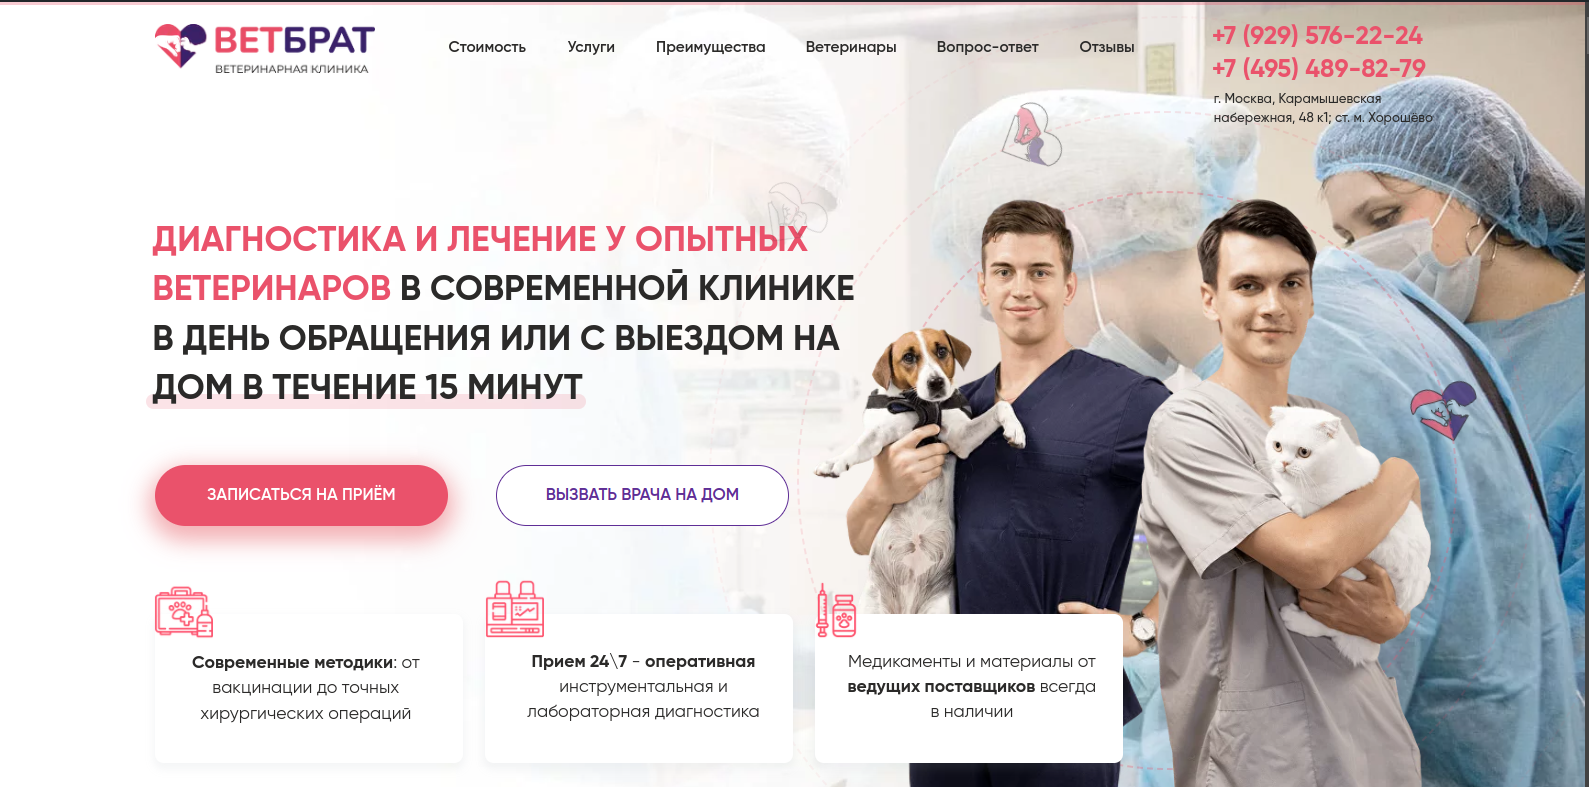 ВЕТБРАТ
ВЕТЕРИНАРНАЯ КЛИНИКА
Стоимость Услуги Преимущества Ветеринары Вопрос-ответ Отзывы
+7 (929) 576-22-24
+7 (495) 489-82-79
г. Москва, Карамышевская
набережная, 48 к1; ст. м. Хорошёво
ДИАГНОСТИКА И ЛЕЧЕНИЕ У ОПЫТНЫХ
ВЕТЕРИНАРОВ В СОВРЕМЕННОЙ КЛИНИКЕ
В ДЕНЬ ОБРАЩЕНИЯ ИЛИ С ВЫЕЗДОМ НА
ДОМ В ТЕЧЕНИЕ 15 МИНУТ
ЗАПИСАТЬСЯ НА ПРИЁМ
ВЫЗВАТЬ ВРАЧА НА ДОМ
Современные методики: от
вакцинации до точных
хирургических операций
Прием 24\7 - оперативная
инструментальная и
лабораторная диагностика
Медикаменты и материалы от
ведущих поставщиков всегда
в наличии